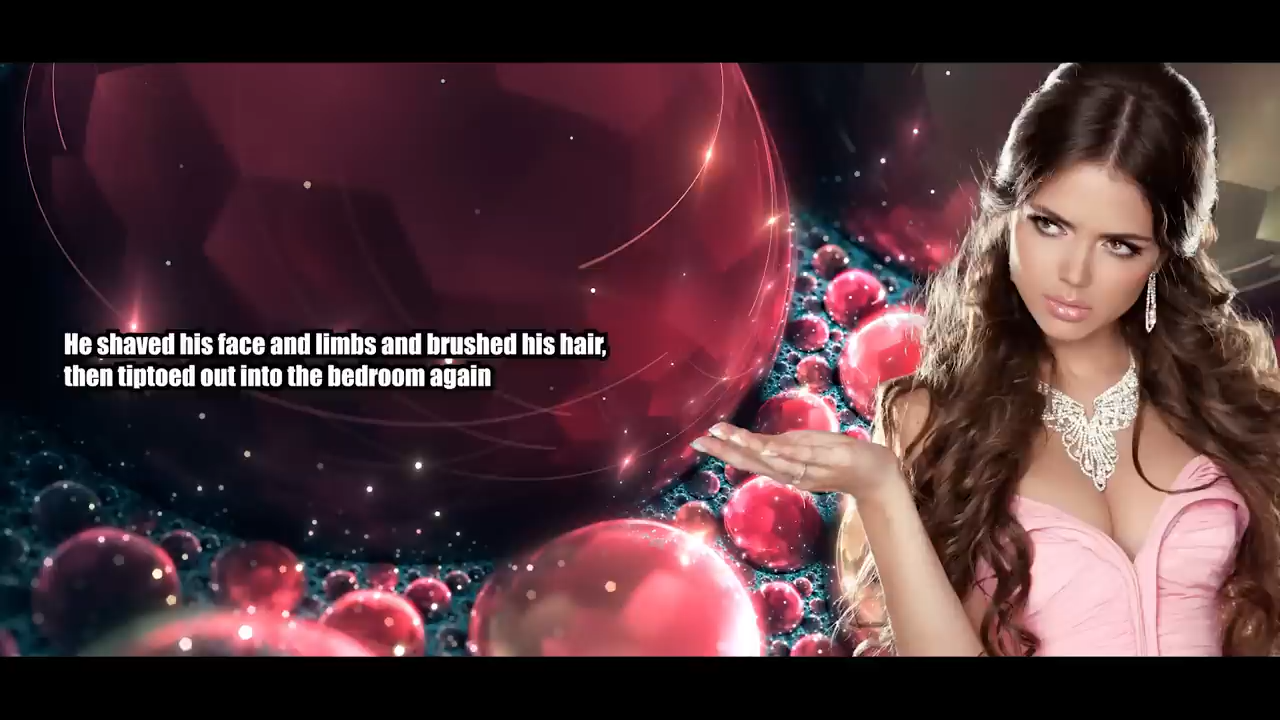 He shaved his face and limbs and brushed his hair,
then tiptoed out into the bedroom again